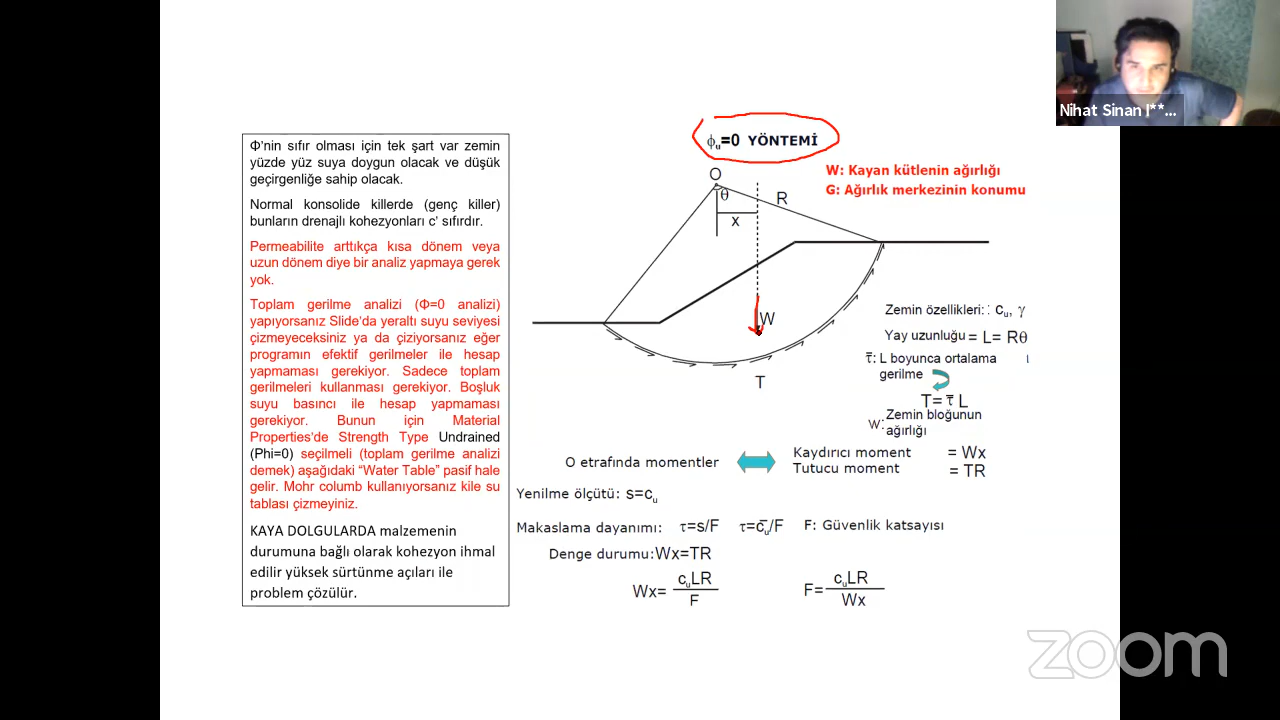 Nihat Sinan I**...
Φ'nin sıfır olması için tek şart var zemin
yüzde yüz suya doygun olacak ve düşük
geçirgenliğe sahip olacak.
Normal konsolide killerde (genç killer)
bunların drenajlı kohezyonları c' sıfırdır.
Permeabilite arttıkça kısa dönem veya
uzun dönem diye bir analiz yapmaya gerek
yok.
Toplam gerilme analizi (Φ=0 analizi)
yapıyorsanız Slide'da yeraltı suyu seviyesi
çizmeyeceksiniz ya da çiziyorsanız eğer
programın efektif gerilmeler ile hesap
yapmaması gerekiyor. Sadece toplam
gerilmeleri kullanması gerekiyor. Boşluk
suyu basıncı ile hesap yapmaması
gerekiyor. Bunun için Material
Properties'de Strength Type Undrained
(Phi=0) seçilmeli (toplam gerilme analizi
demek) aşağıdaki “Water Table” pasif hale
gelir. Mohr columb kullanıyorsanız kile su
tablası çizmeyiniz.
KAYA DOLGULARDA malzemenin
durumuna bağlı olarak kohezyon ihmal
edilir yüksek sürtünme açıları ile
problem çözülür.
ϕu=0 YÖNTEMİ
W: Kayan kütlenin ağırlığı
G: Ağırlık merkezinin konumu
O
θ
R
x
W
T
Zemin özellikleri: cu, γ
Yay uzunluğu = L= Rθ
τ̄: L boyunca ortalama
gerilme
T= τ̄ L
W: Zemin bloğunun
ağırlığı
O etrafında momentler
Kaydırıcı moment = Wx
Tutucu moment = TR
Yenilme ölçütü: s=cu
Makaslama dayanımı: τ=s/F τ=c̄u/F F: Güvenlik katsayısı
Denge durumu:Wx=TR
Wx= cuLR / F
F= cuLR / Wx
zoom